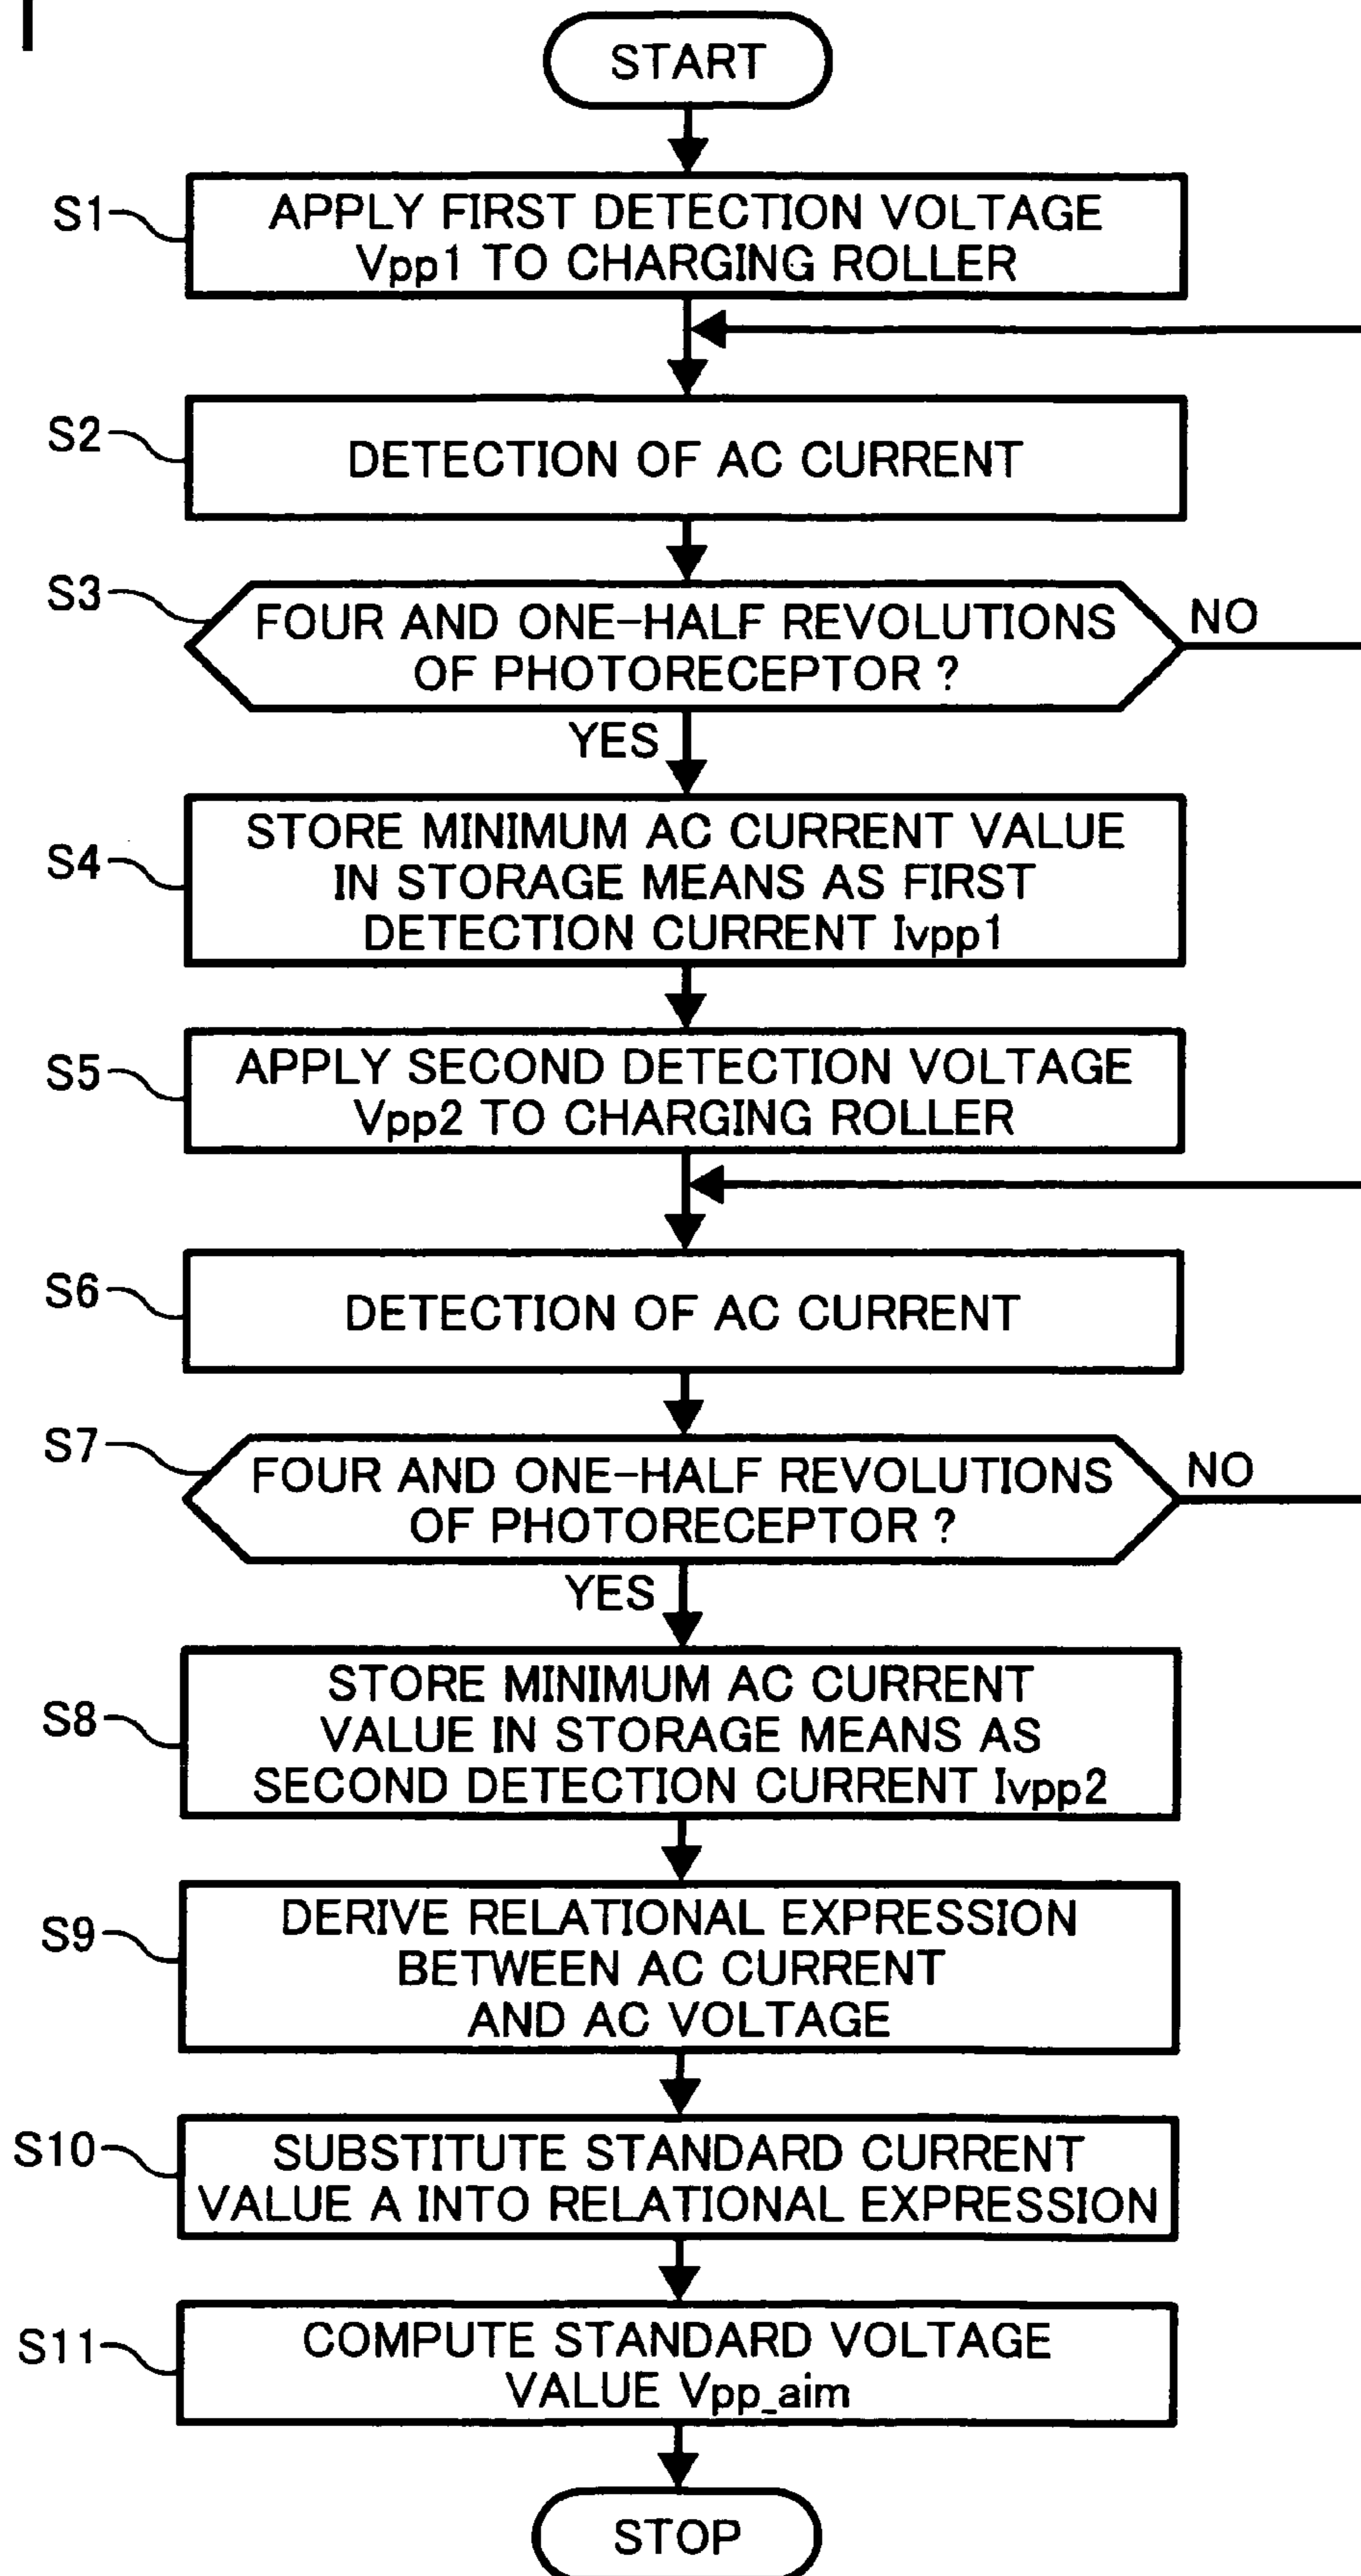 START
S1
APPLY FIRST DETECTION VOLTAGE
Vpp1 TO CHARGING ROLLER
S2
DETECTION OF AC CURRENT
S3
FOUR AND ONE-HALF REVOLUTIONS
OF PHOTORECEPTOR ?
NO
YES
S4
STORE MINIMUM AC CURRENT VALUE
IN STORAGE MEANS AS FIRST
DETECTION CURRENT Ivpp1
S5
APPLY SECOND DETECTION VOLTAGE
Vpp2 TO CHARGING ROLLER
S6
DETECTION OF AC CURRENT
S7
FOUR AND ONE-HALF REVOLUTIONS
OF PHOTORECEPTOR ?
NO
YES
S8
STORE MINIMUM AC CURRENT
VALUE IN STORAGE MEANS AS
SECOND DETECTION CURRENT Ivpp2
S9
DERIVE RELATIONAL EXPRESSION
BETWEEN AC CURRENT
AND AC VOLTAGE
S10
SUBSTITUTE STANDARD CURRENT
VALUE A INTO RELATIONAL EXPRESSION
S11
COMPUTE STANDARD VOLTAGE
VALUE Vpp_aim
STOP